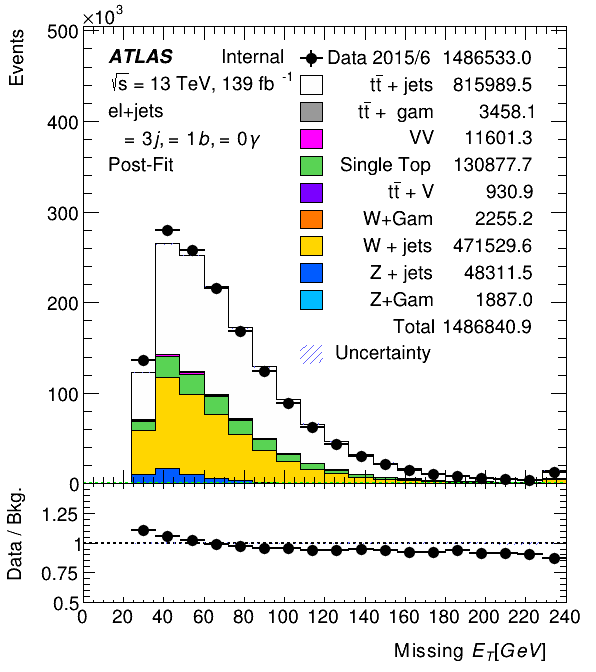 ×10³
Events
500
400
300
200
100
0
ATLAS Internal
√s = 13 TeV, 139 fb⁻¹
el+jets
= 3j, = 1b, = 0γ
Post-Fit
Data 2015/6 1486533.0
tt̄ + jets 815989.5
tt̄ + gam 3458.1
VV 11601.3
Single Top 130877.7
tt̄ + V 930.9
W+Gam 2255.2
W + jets 471529.6
Z + jets 48311.5
Z+Gam 1887.0
Total 1486840.9
Uncertainty
Data / Bkg.
1.25
1
0.75
0.5
0 20 40 60 80 100 120 140 160 180 200 220 240
Missing E_T[GeV]